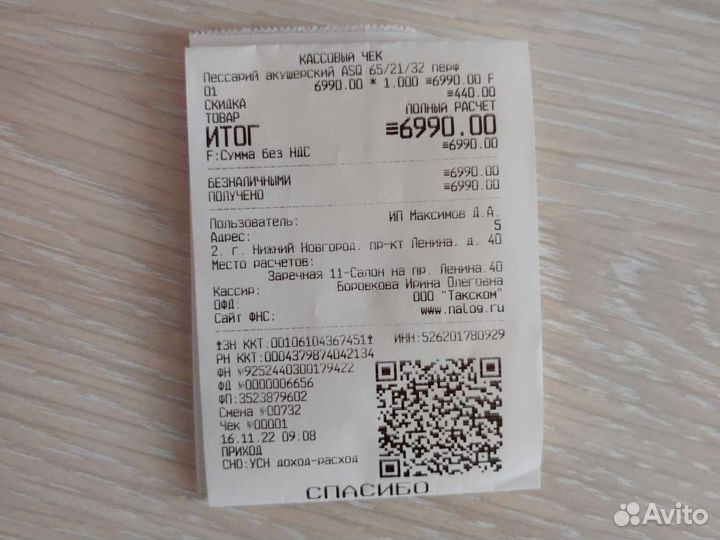 КАССОВЫЙ ЧЕК
Пессарий акушерский ASQ 65/21/32 перф
01 6990.00 * 1.000 ≡6990.00 F
СКИДКА ≡440.00
ТОВАР ПОЛНЫЙ РАСЧЕТ
ИТОГ ≡6990.00
F:Сумма без НДС ≡6990.00
БЕЗНАЛИЧНЫМИ ≡6990.00
ПОЛУЧЕНО ≡6990.00
Пользователь: ИП Максимов Д.А.
Адрес: 5
2. г. Нижний Новгород. пр-кт Ленина. д. 40
Место расчетов:
Заречная 11-Салон на пр. Ленина.40
Кассир: Боровкова Ирина Олеговна
ОФД: ООО "Такском"
Сайт ФНС: www.nalog.ru
ЗН ККТ:00106104367451 ИНН:526201780929
РН ККТ:0004379874042134
ФН №9252440300179422
ФД №0000006656
ФП:3523879602
Смена №00732
Чек №00001
16.11.22 09:08
ПРИХОД
СНО:УСН доход-расход
СПАСИБО
Avito